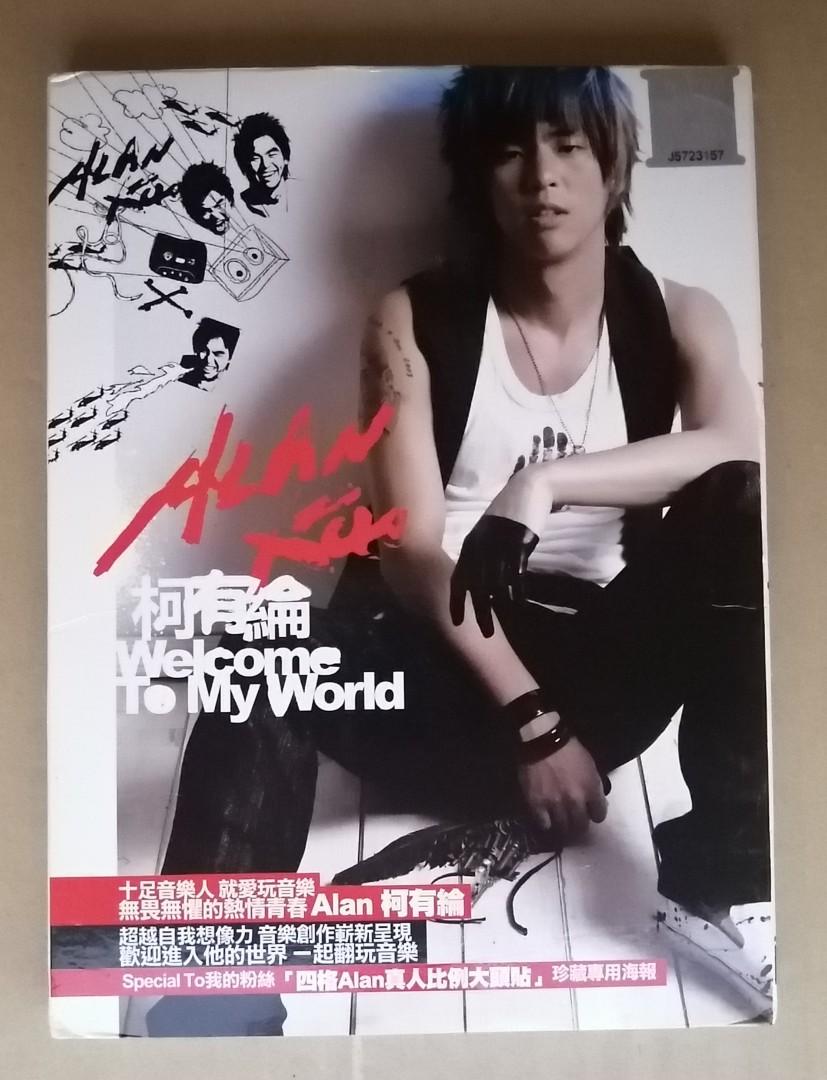 ALAN
Kuo
J5723157
ALAN
Kuo
柯有綸
Welcome
To My World
十足音樂人 就愛玩音樂
無畏無懼的熱情青春 Alan 柯有綸
超越自我想像力 音樂創作嶄新呈現
歡迎進入他的世界 一起翻玩音樂
Special To我的粉絲「四格Alan真人比例大頭貼」珍藏專用海報